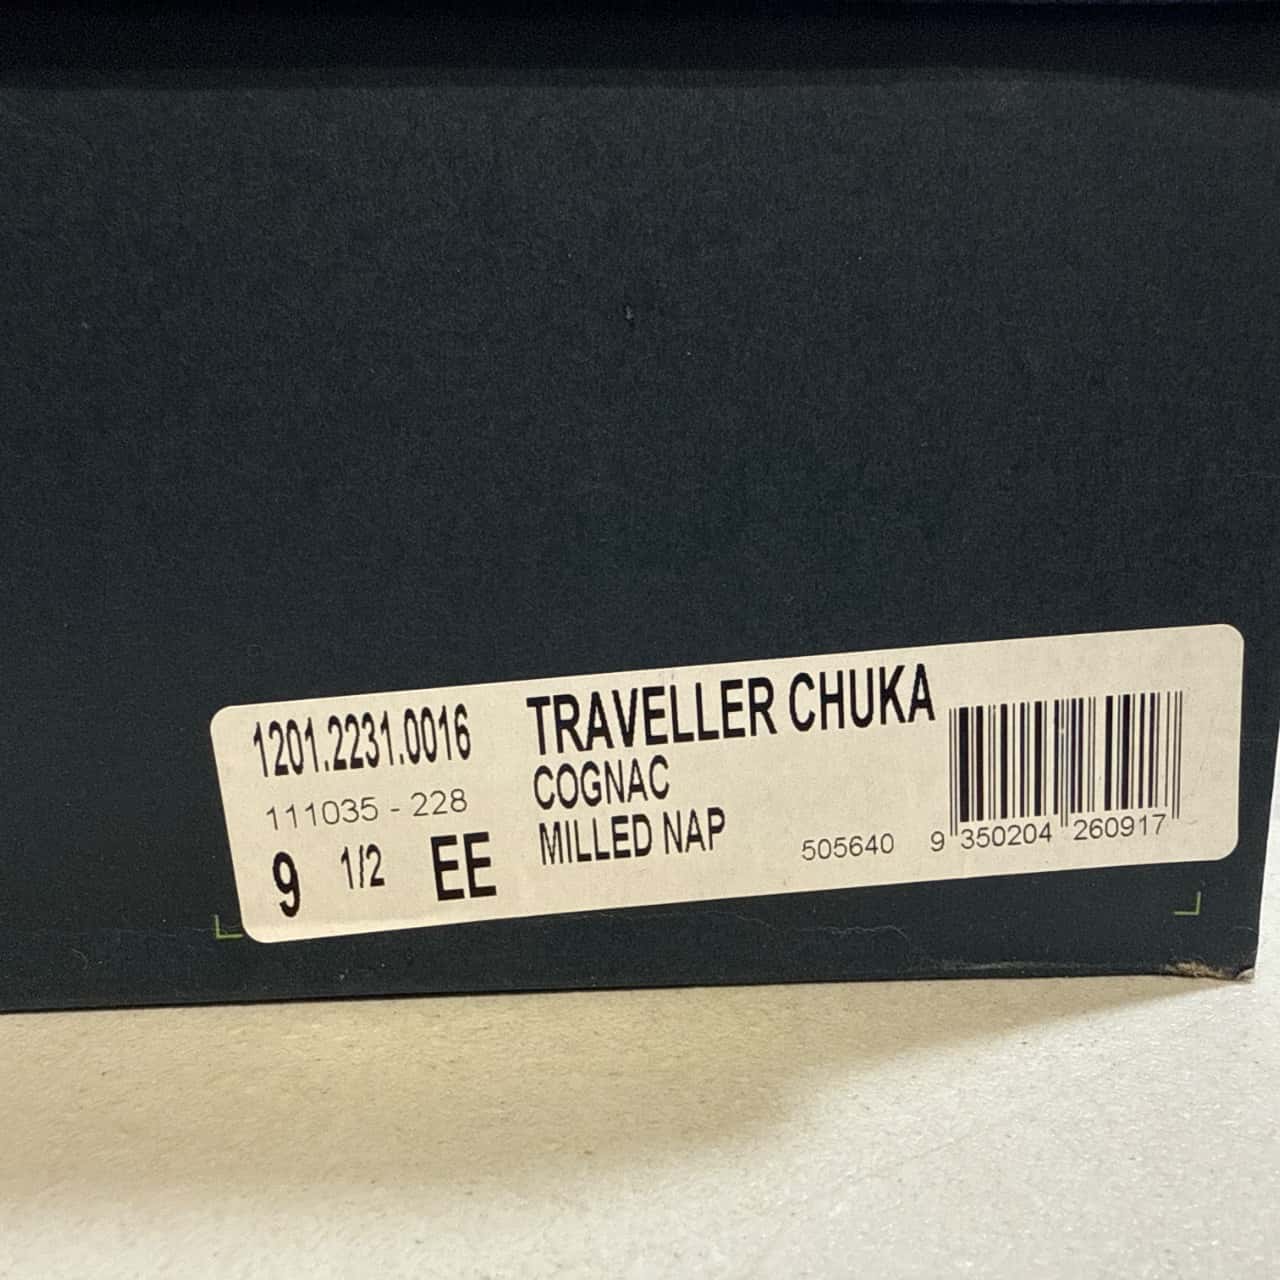 1201.2231.0016
111035 - 228
9 1/2 EE
TRAVELLER CHUKA
COGNAC
MILLED NAP
505640
9 350204 260917